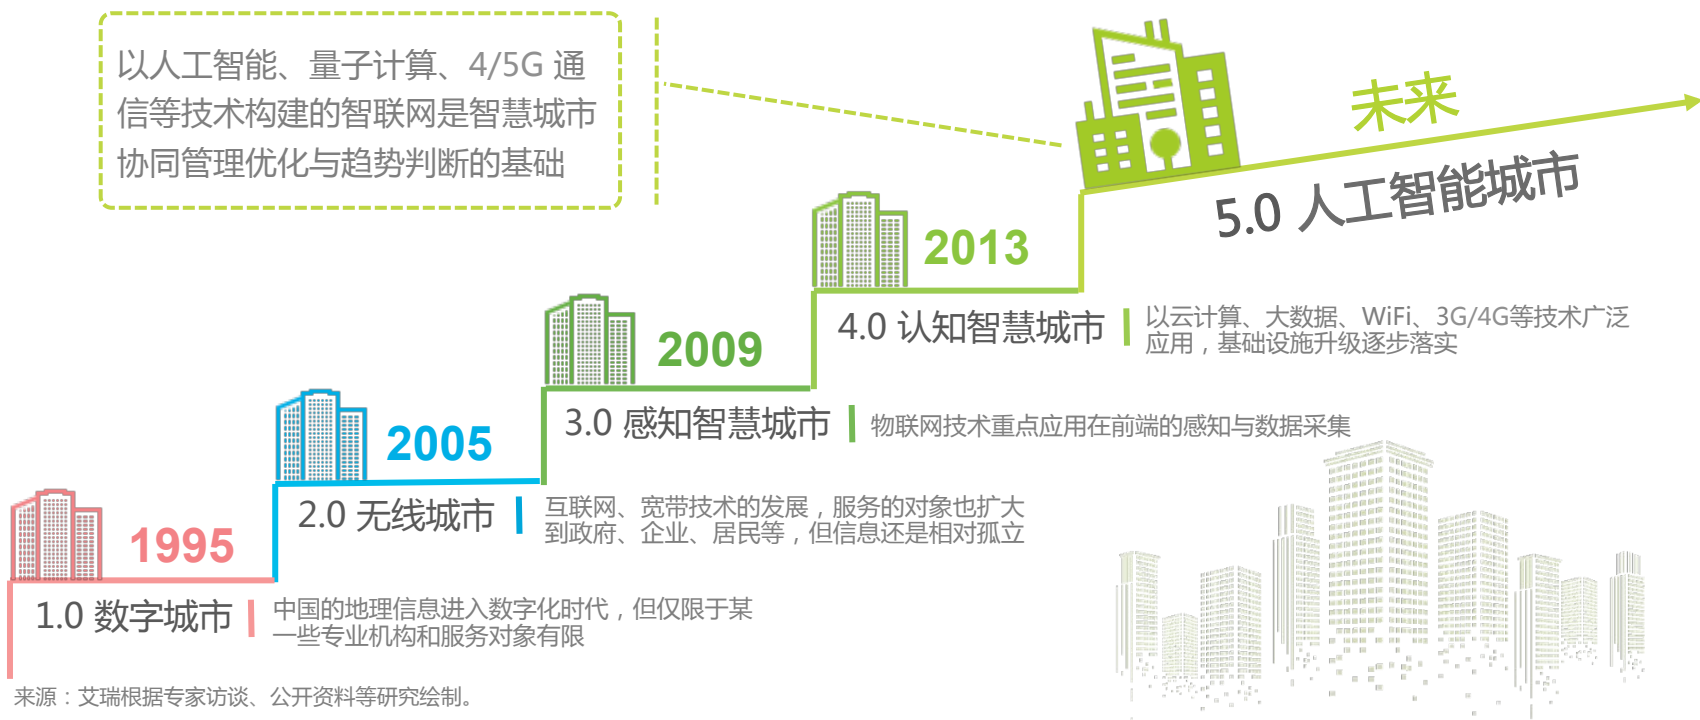 以人工智能、量子计算、4/5G 通
信等技术构建的智联网是智慧城市
协同管理优化与趋势判断的基础
未来
5.0 人工智能城市
2013
4.0 认知智慧城市
以云计算、大数据、WiFi、3G/4G等技术广泛
应用，基础设施升级逐步落实
2009
3.0 感知智慧城市
物联网技术重点应用在前端的感知与数据采集
2005
2.0 无线城市
互联网、宽带技术的发展，服务的对象也扩大
到政府、企业、居民等，但信息还是相对孤立
1995
1.0 数字城市
中国的地理信息进入数字化时代，但仅限于某
一些专业机构和服务对象有限
来源：艾瑞根据专家访谈、公开资料等研究绘制。